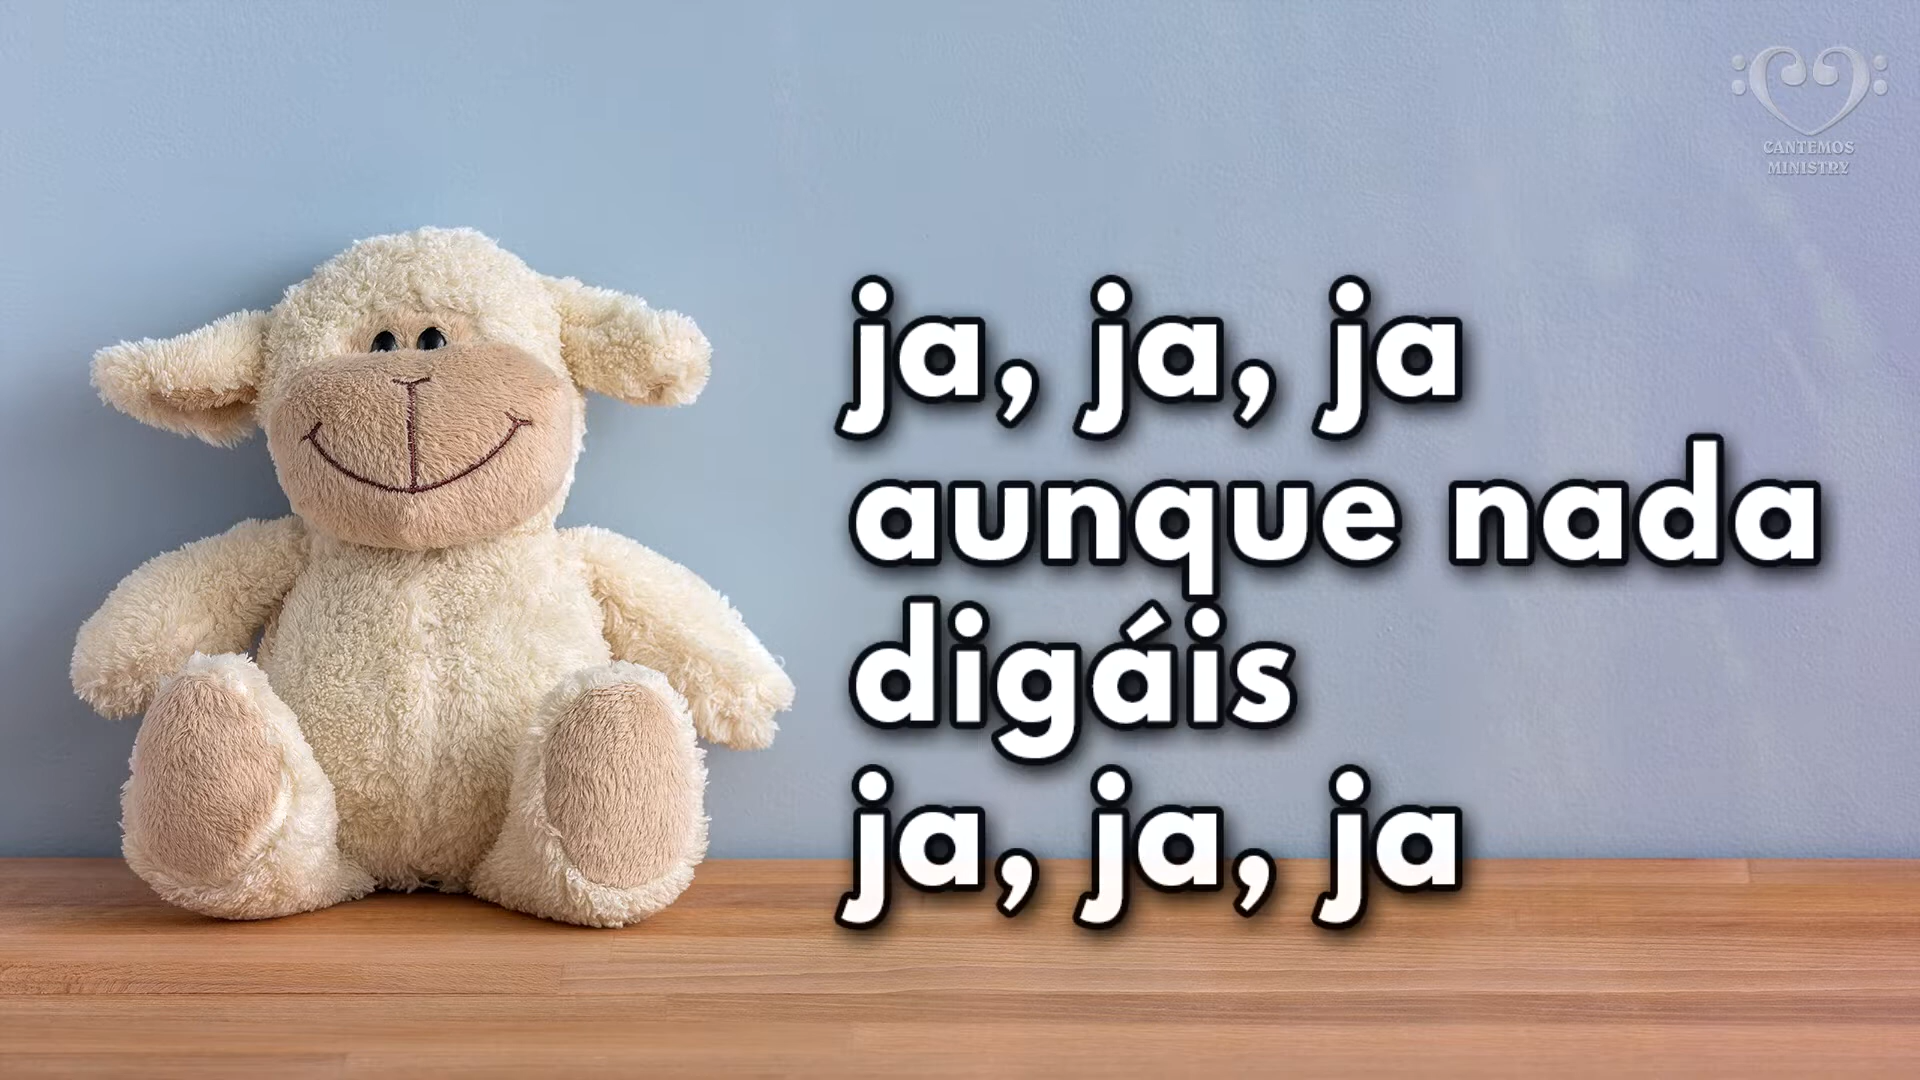 CANTEMOS
MINISTRY
ja, ja, ja
aunque nada
digáis
ja, ja, ja